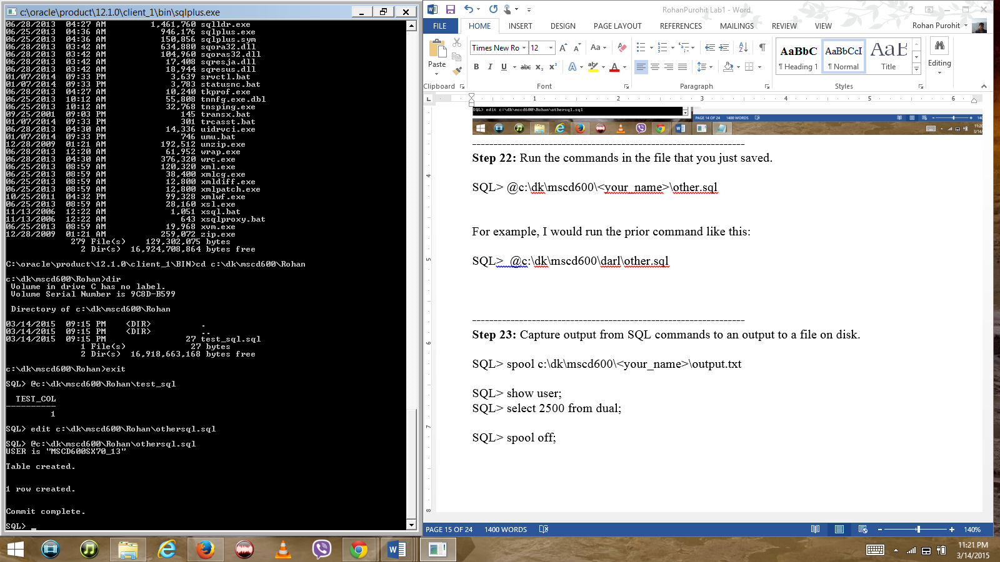 c:\oracle\product\12.1.0\client_1\bin\sqlplus.exe
06/28/2013  04:27 AM         1,461,760 sqlldr.exe
06/25/2013  04:36 AM           946,176 sqlplus.exe
06/25/2013  04:36 AM           150,856 sqlplus.sym
06/28/2013  03:42 AM           634,880 sqora32.dll
06/28/2013  03:42 AM           104,960 sqoras32.dll
06/28/2013  03:42 AM            17,408 sqresja.dll
06/28/2013  03:42 AM            18,944 sqresus.dll
01/07/2014  09:33 PM             3,639 srvctl.bat
01/07/2014  09:33 PM             3,783 statusnc.bat
06/28/2013  04:27 AM            10,240 tkprof.exe
06/25/2013  10:12 AM            55,808 tnnfg.exe.dbl
06/25/2013  10:12 AM            32,768 tnsping.exe
09/25/2001  09:03 PM               145 transx.bat
01/07/2014  09:33 PM               301 trcasst.bat
06/28/2013  04:30 AM            14,336 uidrvci.exe
01/07/2014  09:33 PM               746 umu.bat
12/28/2009  01:21 AM           192,512 unzip.exe
06/28/2013  12:20 AM            61,952 wrap.exe
06/28/2013  04:30 AM           376,320 wrc.exe
06/25/2013  08:59 AM           120,320 xml.exe
06/25/2013  08:59 AM            38,400 xmlcg.exe
06/25/2013  08:59 AM            12,800 xmldiff.exe
06/25/2013  08:59 AM            12,800 xmlpatch.exe
10/25/2011  04:32 PM            99,328 xmlwf.exe
06/25/2013  08:59 AM            28,160 xsl.exe
11/13/2006  12:22 AM             1,051 xsql.bat
11/13/2006  12:22 AM               643 xsqlproxy.bat
06/25/2013  08:59 AM            19,968 xvm.exe
12/28/2009  01:21 AM           259,072 zip.exe
279 File(s)    129,302,075 bytes
2 Dir(s)  16,924,708,864 bytes free
C:\oracle\product\12.1.0\client_1\BIN>cd c:\dk\mscd600\Rohan
c:\dk\mscd600\Rohan>dir
Volume in drive C has no label.
Volume Serial Number is 9C8D-B599
Directory of c:\dk\mscd600\Rohan
03/14/2015  09:15 PM    <DIR>          .
03/14/2015  09:15 PM    <DIR>          ..
03/14/2015  09:15 PM                27 test_sql.sql
1 File(s)             27 bytes
2 Dir(s)  16,918,663,168 bytes free
c:\dk\mscd600\Rohan>exit
SQL> @c:\dk\mscd600\Rohan\test_sql
TEST_COL
----------
1
SQL> edit c:\dk\mscd600\Rohan\othersql.sql
SQL> @c:\dk\mscd600\Rohan\othersql.sql
USER is "MSCD600SX70_13"
Table created.
1 row created.
Commit complete.
SQL> _
RohanPurohit Lab1 - Word
FILE HOME INSERT DESIGN PAGE LAYOUT REFERENCES MAILINGS REVIEW VIEW Rohan Purohit
Times New Ro 12
Paste
AaBbC AaBbCcI AaB
¶ Heading 1 ¶ Normal Title
Editing
Clipboard Font Paragraph Styles
1 2 3 4 5 6
SQL> edit c:\dk\mscd600\Rohan\othersql.sql
PAGE 14 OF 24 1400 WORDS
Step 22: Run the commands in the file that you just saved.
SQL> @c:\dk\mscd600\<your_name>\other.sql
For example, I would run the prior command like this:
SQL>  @c:\dk\mscd600\darl\other.sql
Step 23: Capture output from SQL commands to an output to a file on disk.
SQL> spool c:\dk\mscd600\<your_name>\output.txt
SQL> show user;
SQL> select 2500 from dual;
SQL> spool off;
4
5
6
7
8
PAGE 15 OF 24 1400 WORDS 140%
11:21 PM
3/14/2015